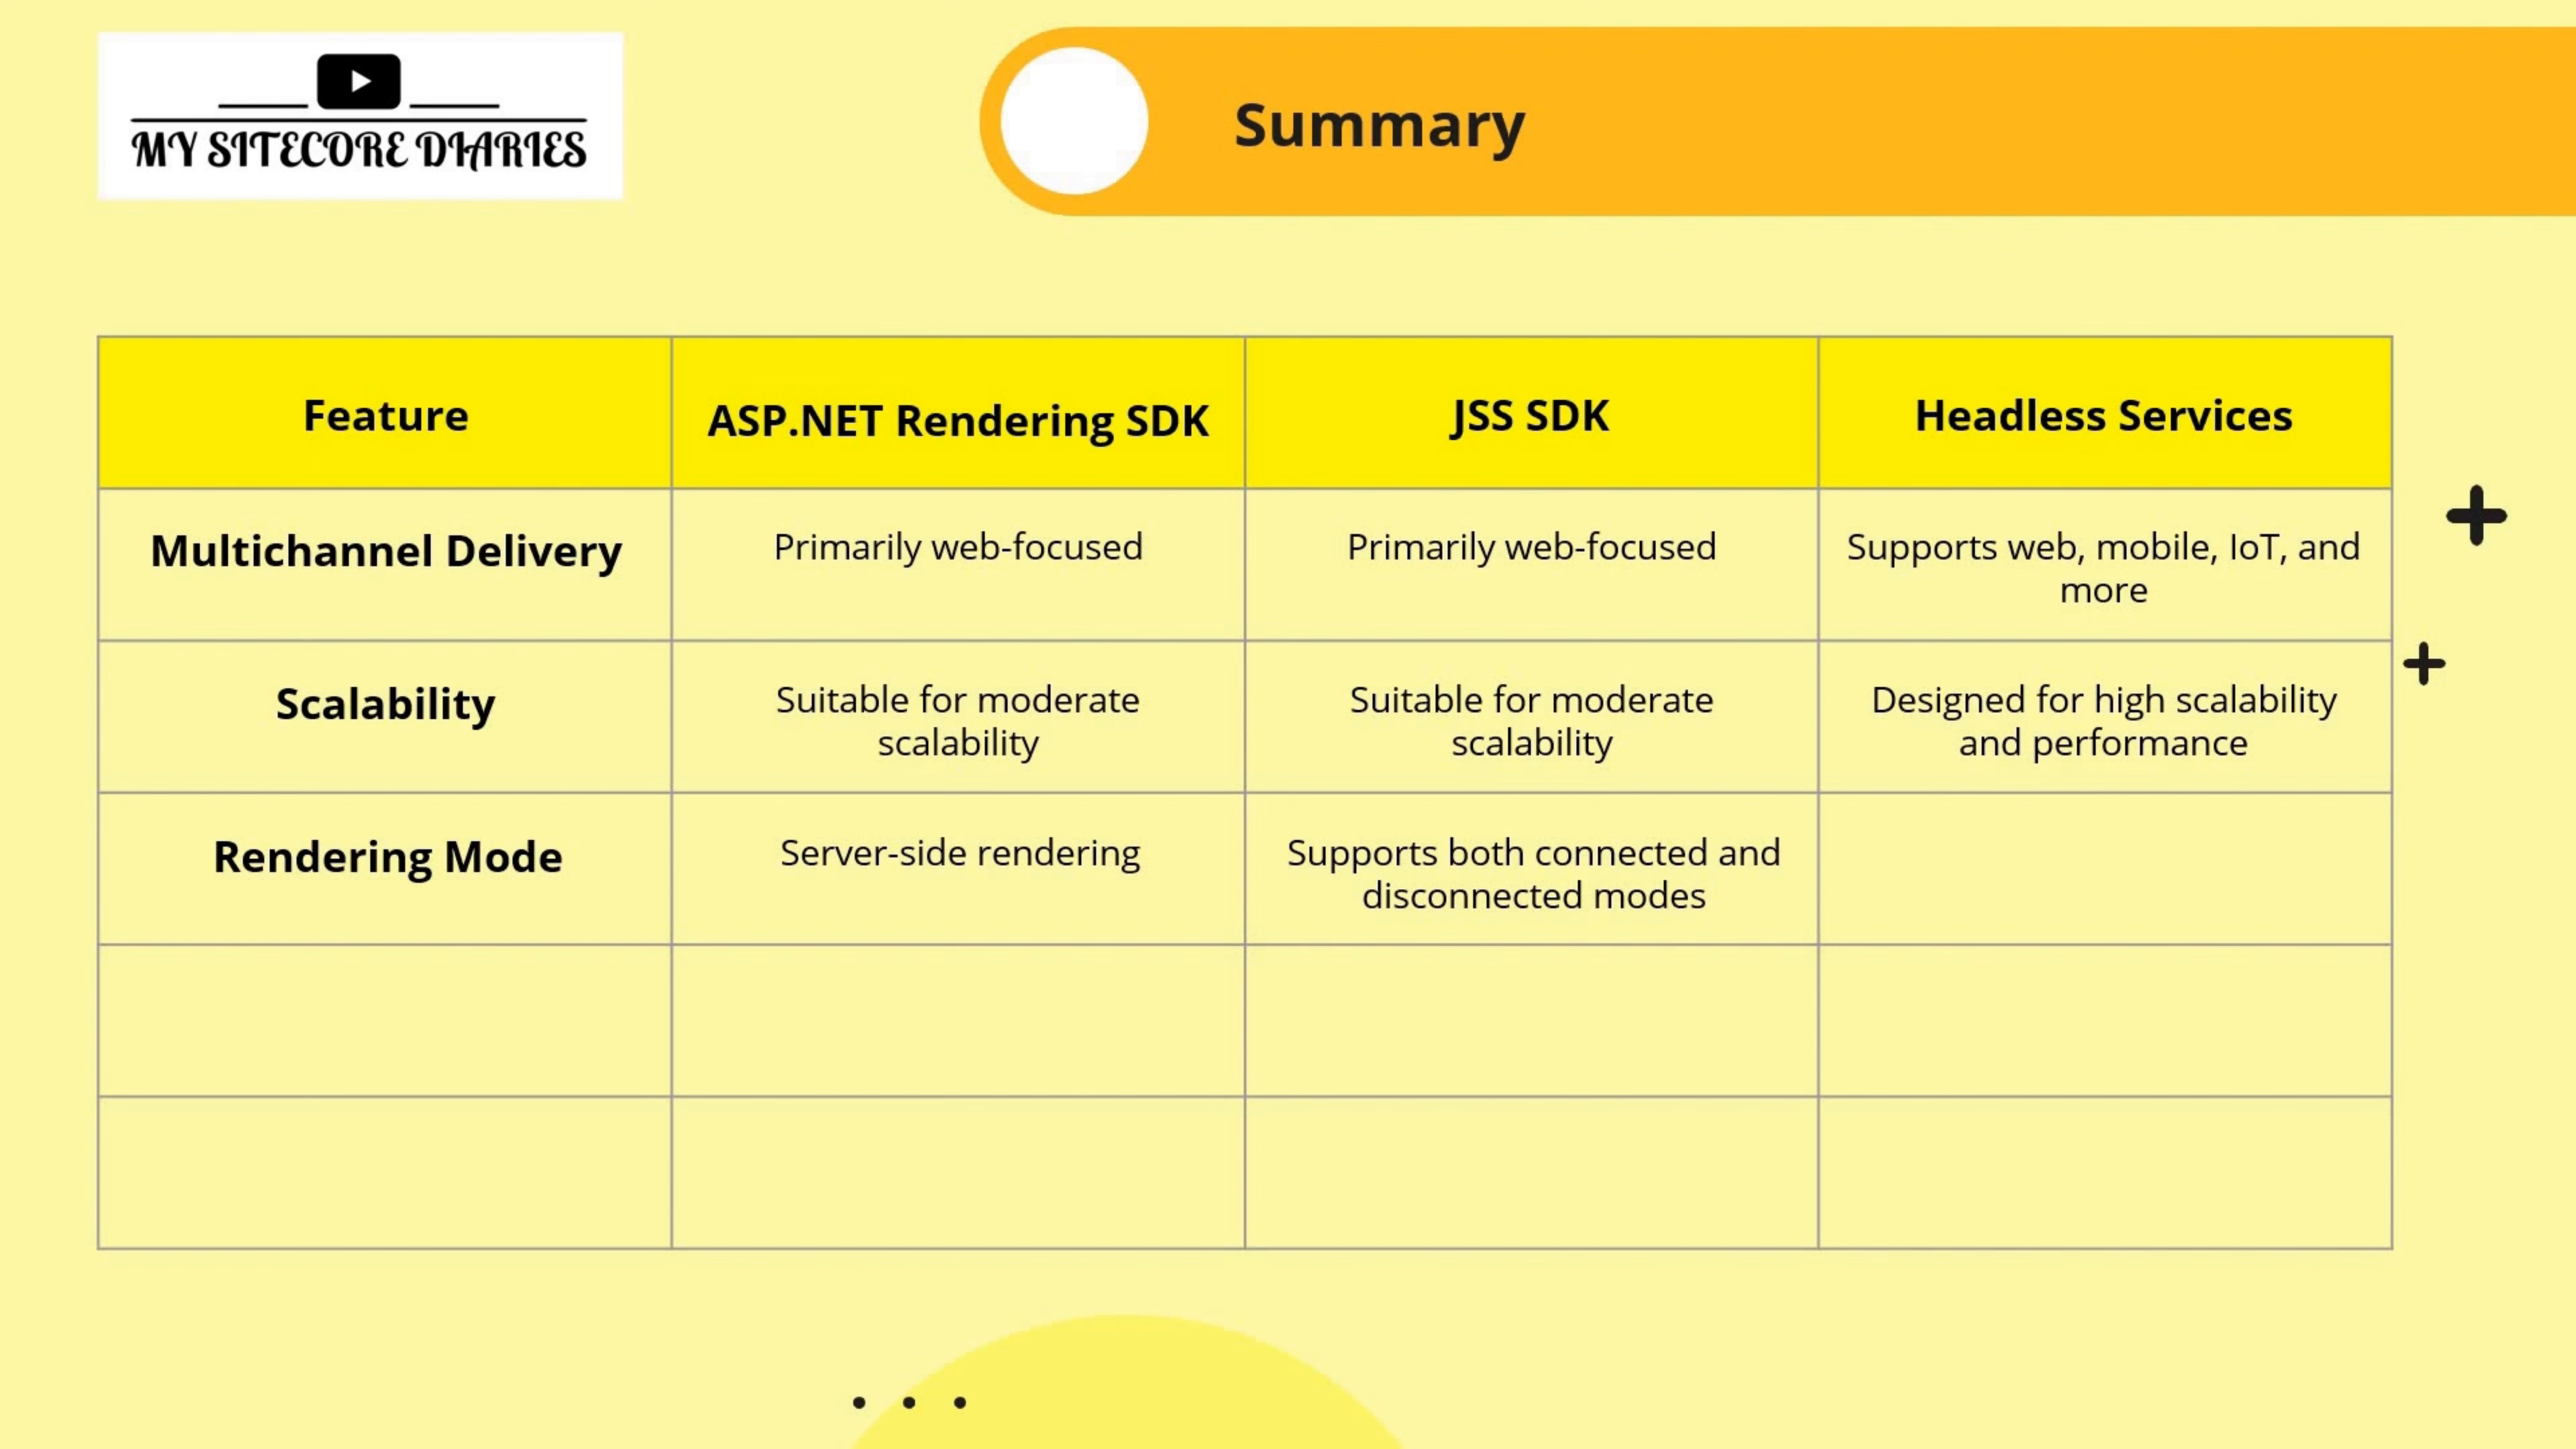 MY SITECORE DIARIES
Summary
Feature
ASP.NET Rendering SDK
JSS SDK
Headless Services
Multichannel Delivery
Primarily web-focused
Primarily web-focused
Supports web, mobile, IoT, and
more
Scalability
Suitable for moderate
scalability
Suitable for moderate
scalability
Designed for high scalability
and performance
Rendering Mode
Server-side rendering
Supports both connected and
disconnected modes